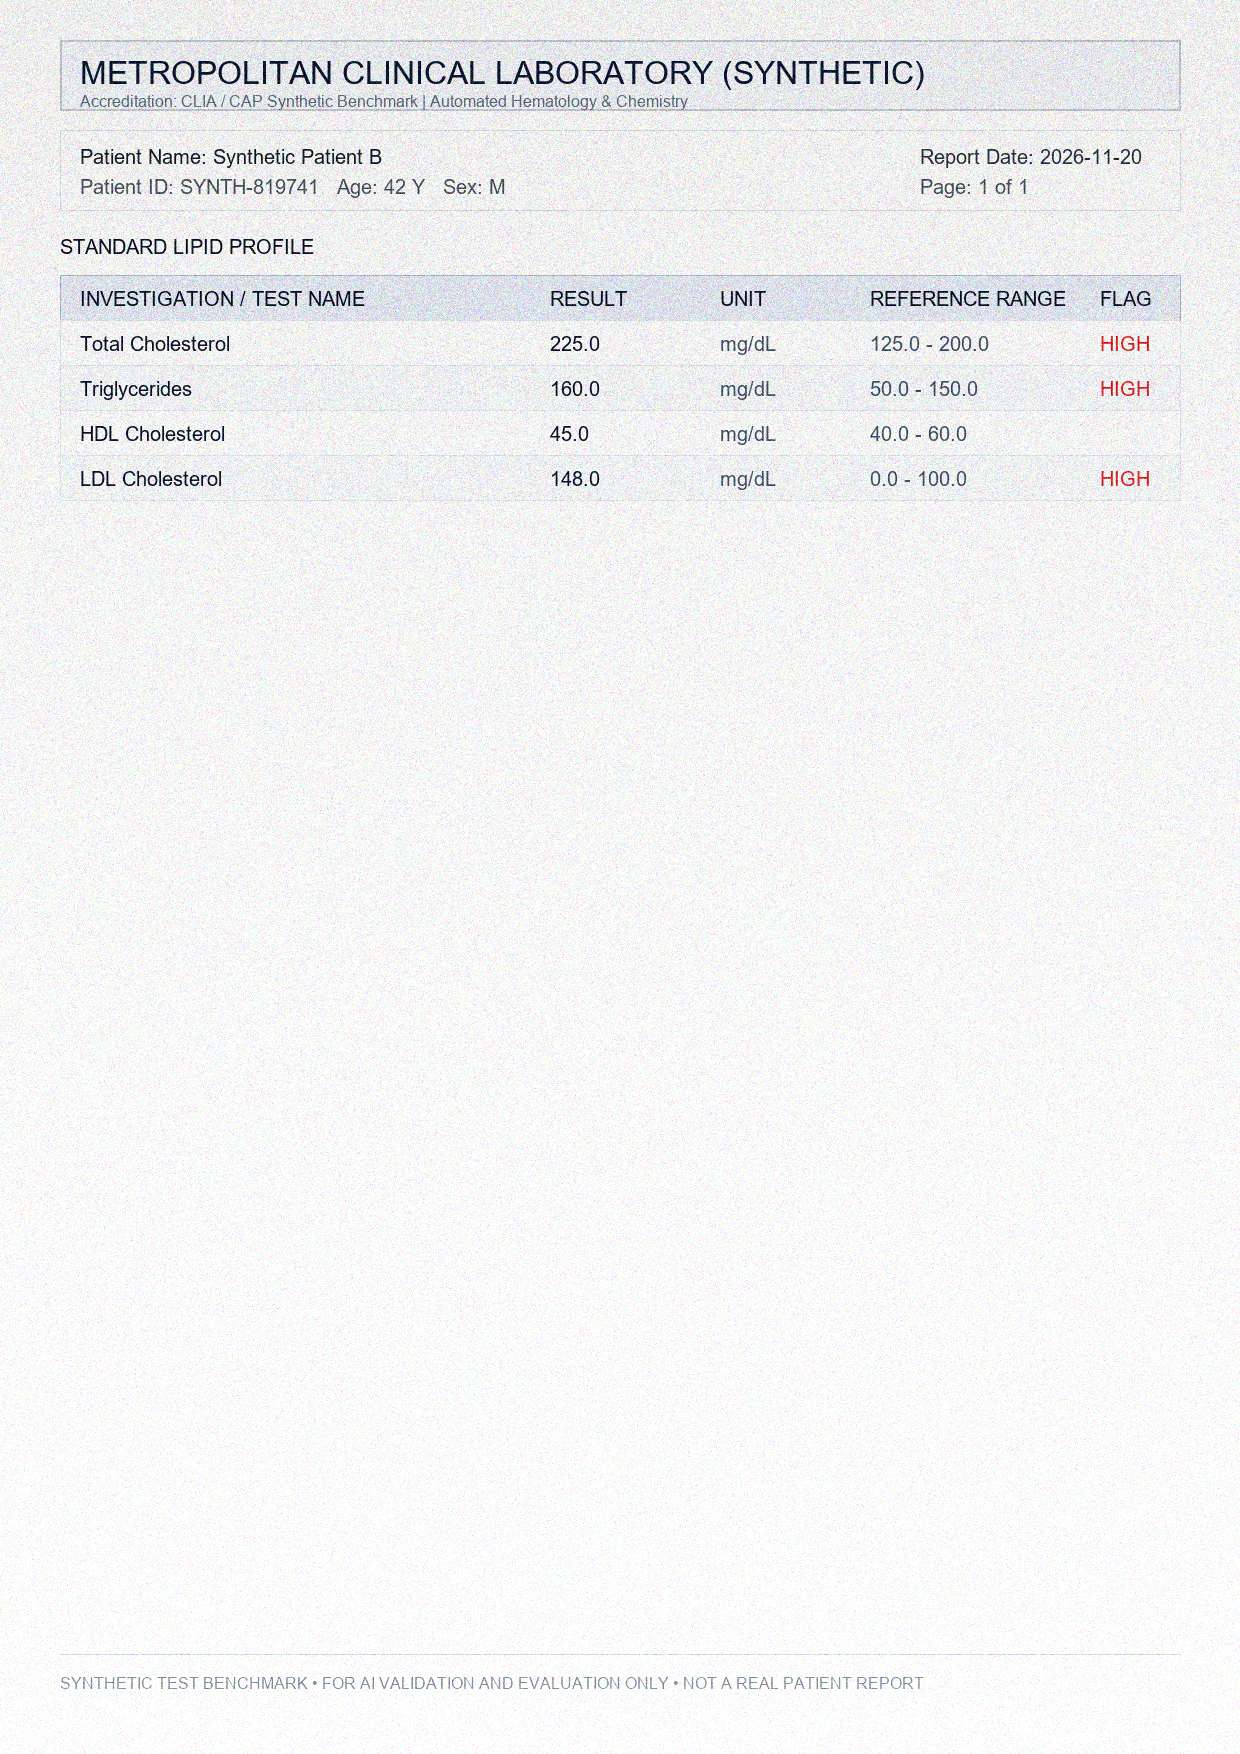 METROPOLITAN CLINICAL LABORATORY (SYNTHETIC)
Accreditation: CLIA / CAP Synthetic Benchmark | Automated Hematology & Chemistry
Patient Name: Synthetic Patient B Report Date: 2026-11-20
Patient ID: SYNTH-819741 Age: 42 Y Sex: M Page: 1 of 1
STANDARD LIPID PROFILE
INVESTIGATION / TEST NAME RESULT UNIT REFERENCE RANGE FLAG
Total Cholesterol 225.0 mg/dL 125.0 - 200.0 HIGH
Triglycerides 160.0 mg/dL 50.0 - 150.0 HIGH
HDL Cholesterol 45.0 mg/dL 40.0 - 60.0
LDL Cholesterol 148.0 mg/dL 0.0 - 100.0 HIGH
SYNTHETIC TEST BENCHMARK • FOR AI VALIDATION AND EVALUATION ONLY • NOT A REAL PATIENT REPORT